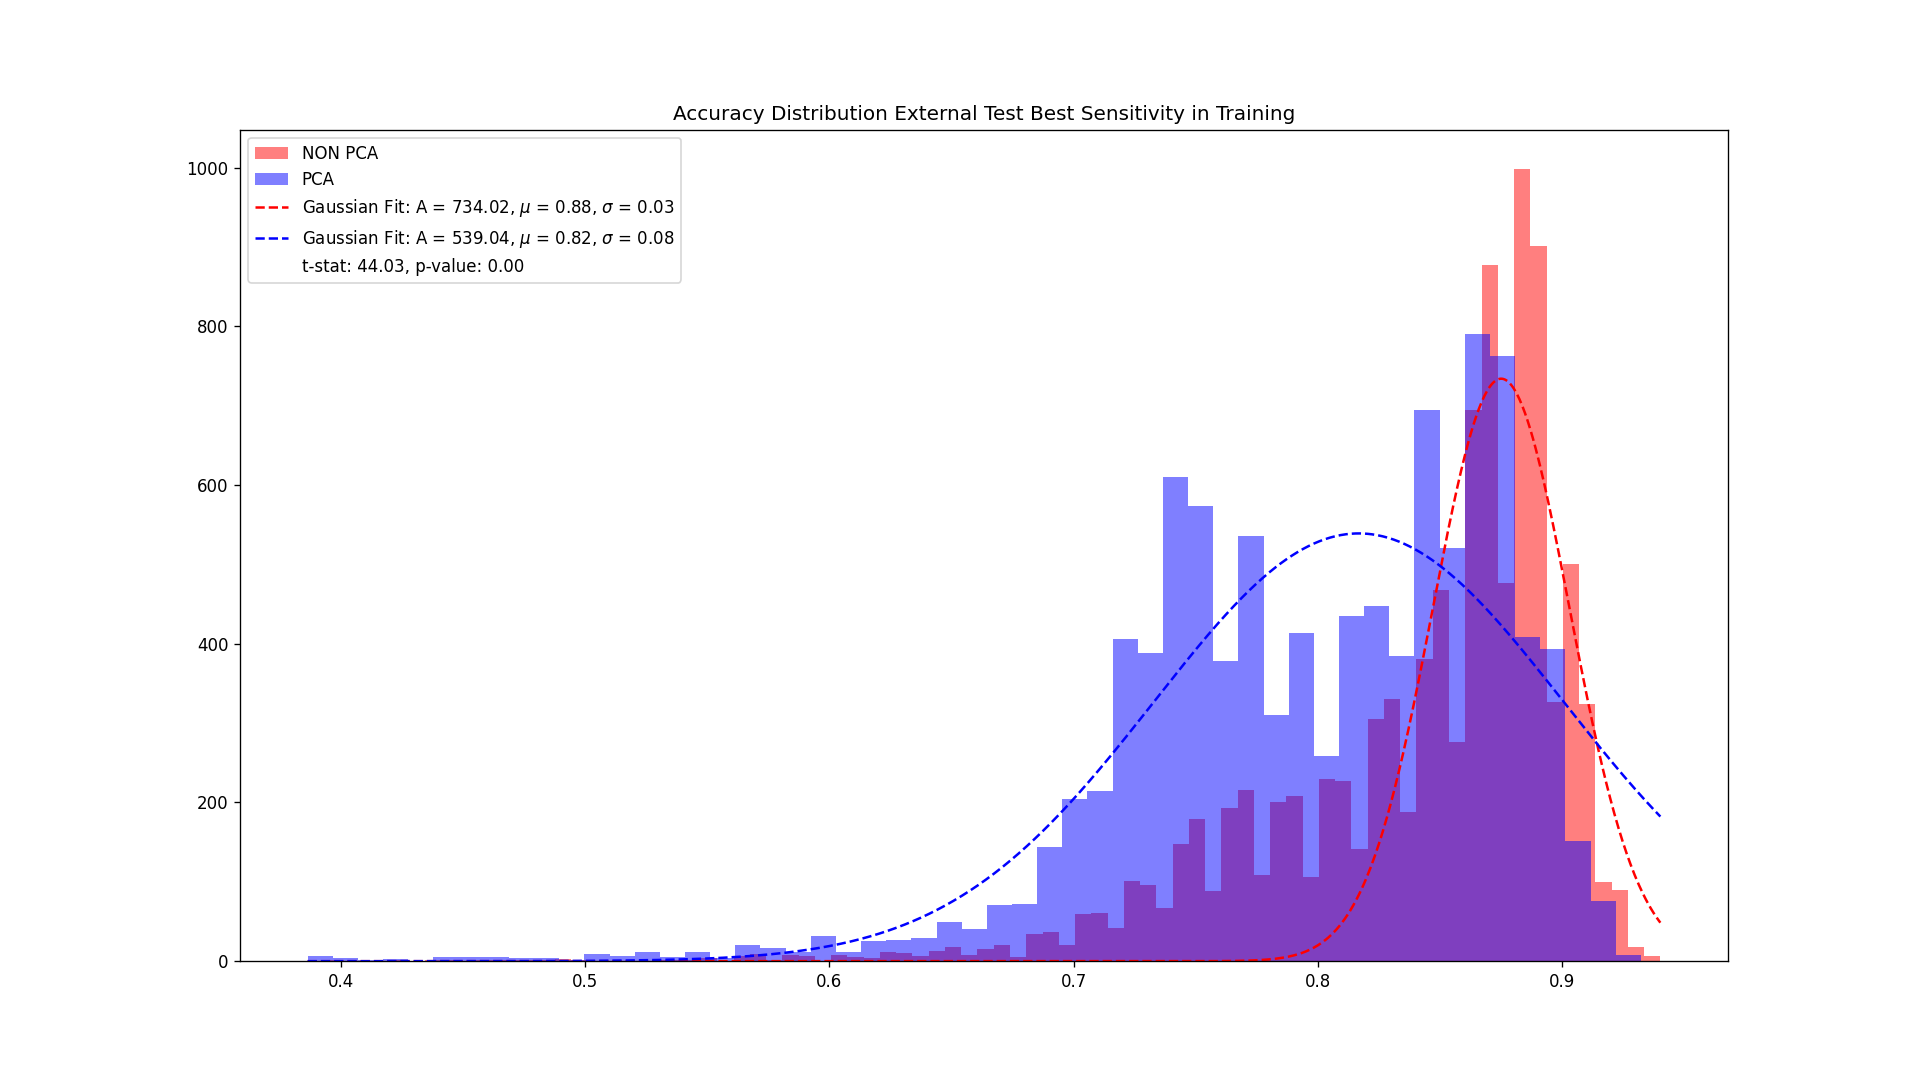 Accuracy Distribution External Test Best Sensitivity in Training
NON PCA
PCA
Gaussian Fit: A = 734.02, μ = 0.88, σ = 0.03
Gaussian Fit: A = 539.04, μ = 0.82, σ = 0.08
t-stat: 44.03, p-value: 0.00
1000
800
600
400
200
0
0.4 0.5 0.6 0.7 0.8 0.9